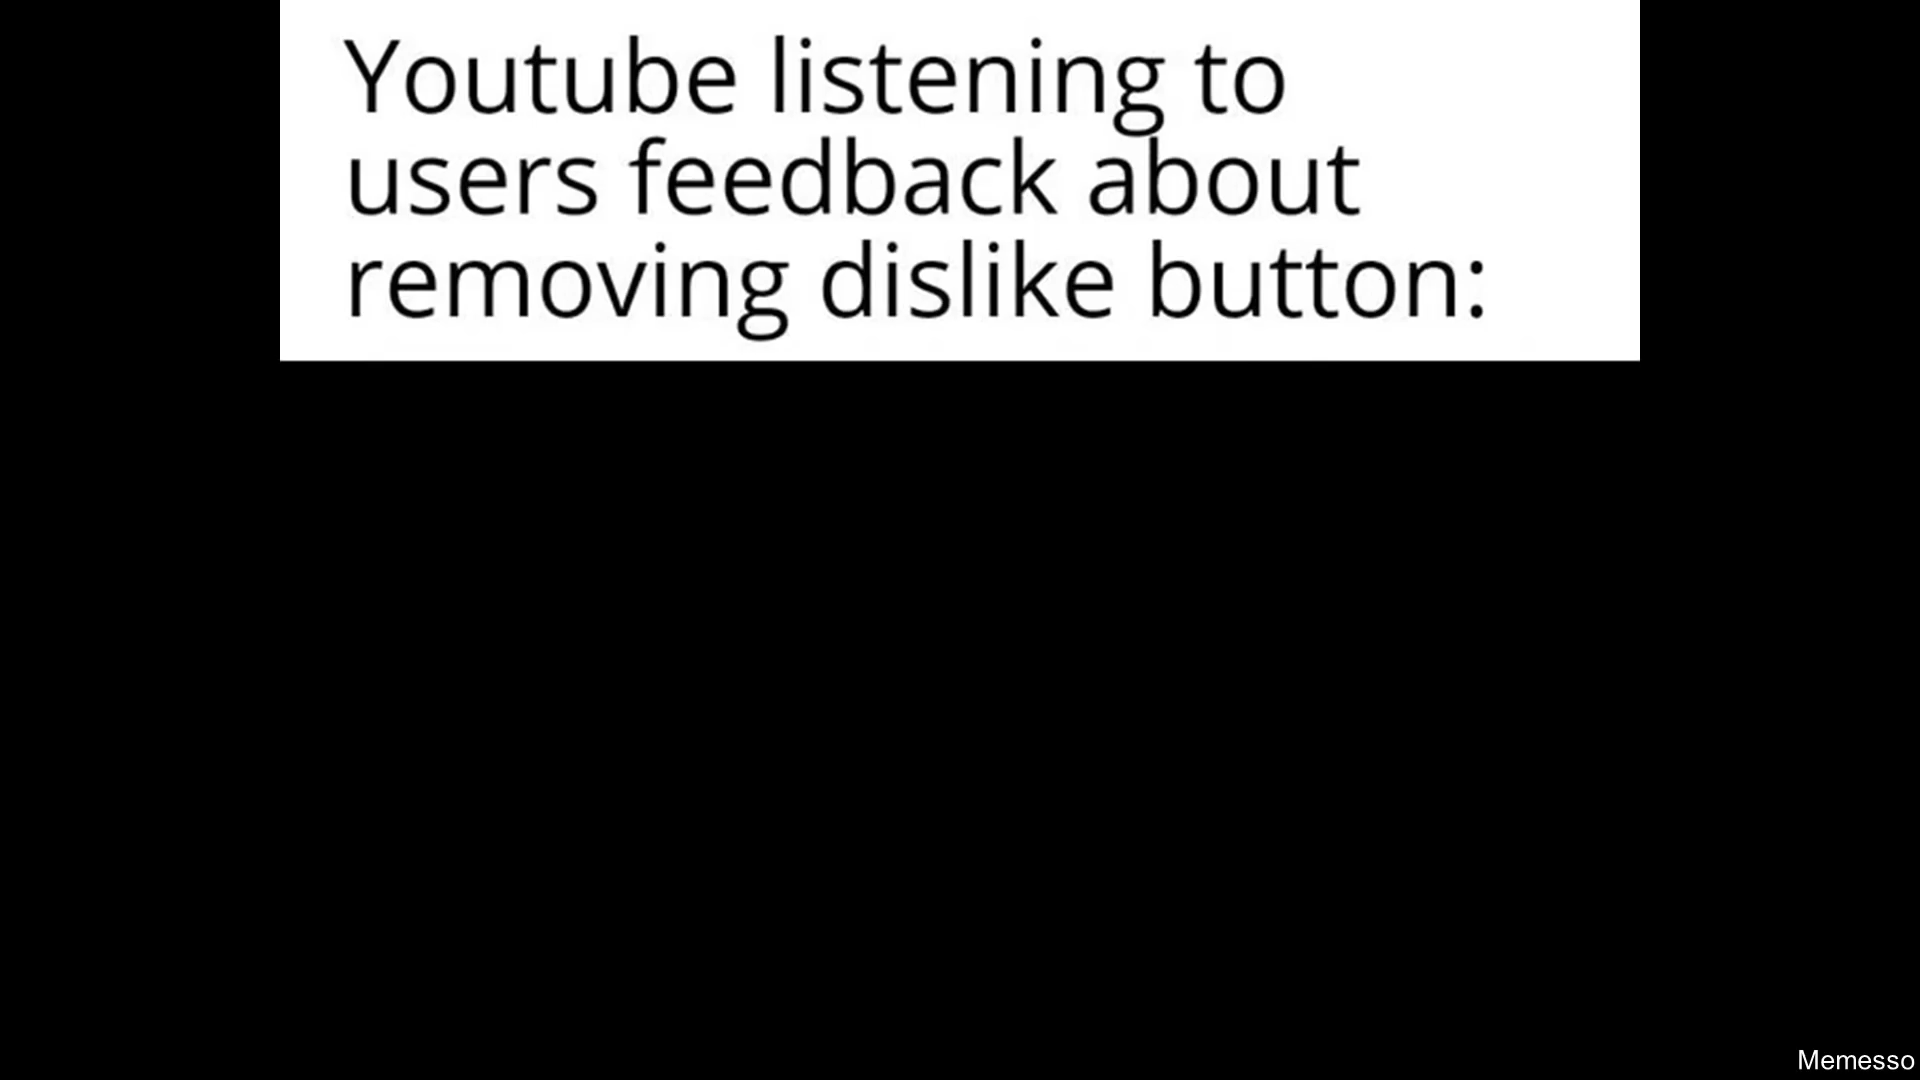 Youtube listening to
users feedback about
removing dislike button:
Memesso